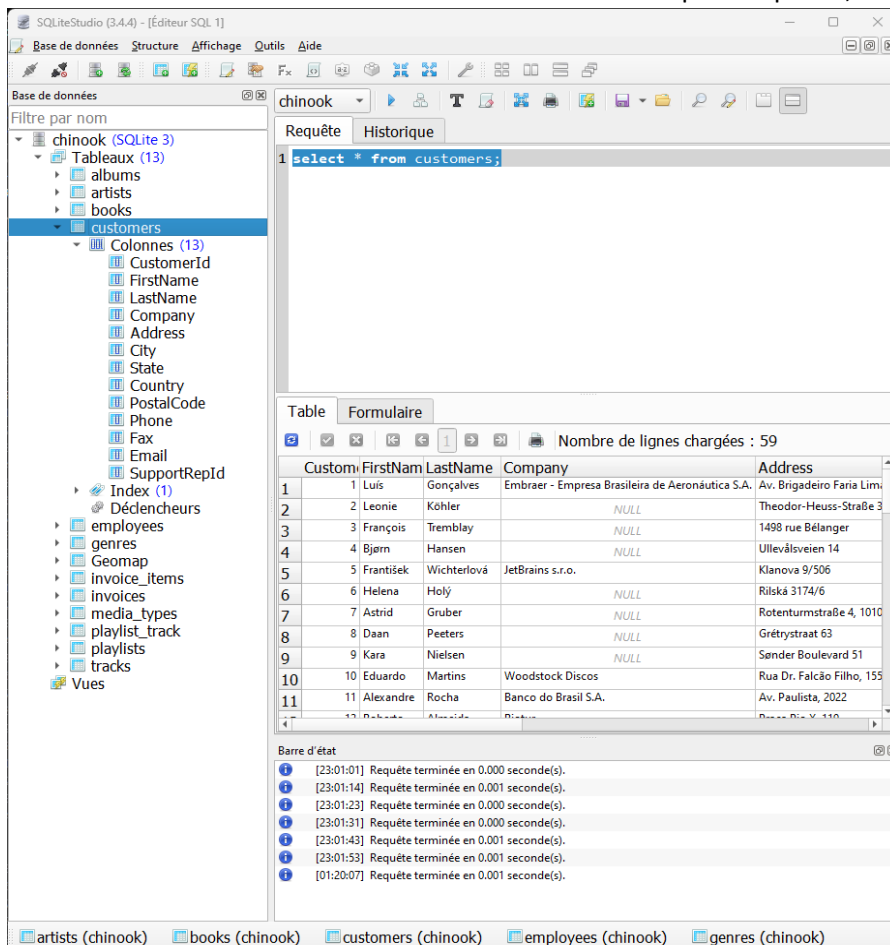 SQLiteStudio (3.4.4) - [Éditeur SQL 1]
Base de données Structure Affichage Outils Aide
Base de données
Filtre par nom
chinook (SQLite 3)
Tableaux (13)
albums
artists
books
customers
Colonnes (13)
CustomerId
FirstName
LastName
Company
Address
City
State
Country
PostalCode
Phone
Fax
Email
SupportRepId
Index (1)
Déclencheurs
employees
genres
Geomap
invoice_items
invoices
media_types
playlist_track
playlists
tracks
Vues
chinook
Requête Historique
1 select * from customers;
Table Formulaire
1 Nombre de lignes chargées : 59
Custom FirstNam LastName Company Address
1 1 Luís Gonçalves Embraer - Empresa Brasileira de Aeronáutica S.A. Av. Brigadeiro Faria Lim
2 2 Leonie Köhler NULL Theodor-Heuss-Straße 3
3 3 François Tremblay NULL 1498 rue Bélanger
4 4 Bjørn Hansen NULL Ullevålsveien 14
5 5 František Wichterlová JetBrains s.r.o. Klanova 9/506
6 6 Helena Holý NULL Rilská 3174/6
7 7 Astrid Gruber NULL Rotenturmstraße 4, 1010
8 8 Daan Peeters NULL Grétrystraat 63
9 9 Kara Nielsen NULL Sønder Boulevard 51
10 10 Eduardo Martins Woodstock Discos Rua Dr. Falcão Filho, 155
11 11 Alexandre Rocha Banco do Brasil S.A. Av. Paulista, 2022
Barre d'état
[23:01:01] Requête terminée en 0.000 seconde(s).
[23:01:14] Requête terminée en 0.001 seconde(s).
[23:01:23] Requête terminée en 0.000 seconde(s).
[23:01:31] Requête terminée en 0.000 seconde(s).
[23:01:43] Requête terminée en 0.001 seconde(s).
[23:01:53] Requête terminée en 0.001 seconde(s).
[01:20:07] Requête terminée en 0.001 seconde(s).
artists (chinook) books (chinook) customers (chinook) employees (chinook) genres (chinook)